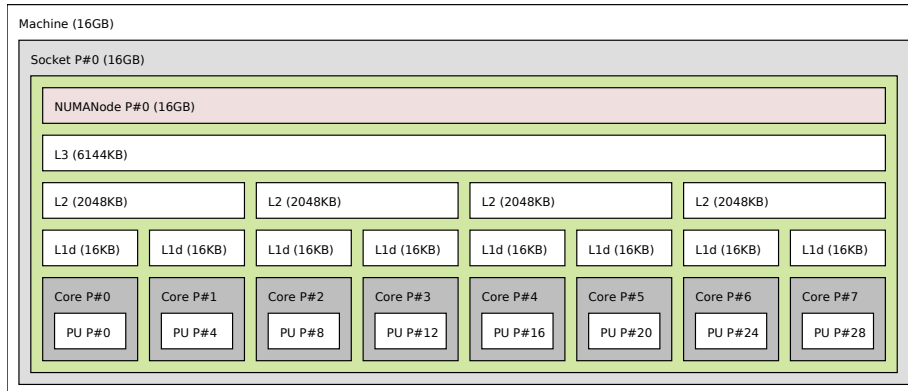 Machine (16GB)
Socket P#0 (16GB)
NUMANode P#0 (16GB)
L3 (6144KB)
L2 (2048KB) L2 (2048KB) L2 (2048KB) L2 (2048KB)
L1d (16KB) L1d (16KB) L1d (16KB) L1d (16KB) L1d (16KB) L1d (16KB) L1d (16KB) L1d (16KB)
Core P#0 Core P#1 Core P#2 Core P#3 Core P#4 Core P#5 Core P#6 Core P#7
PU P#0 PU P#4 PU P#8 PU P#12 PU P#16 PU P#20 PU P#24 PU P#28